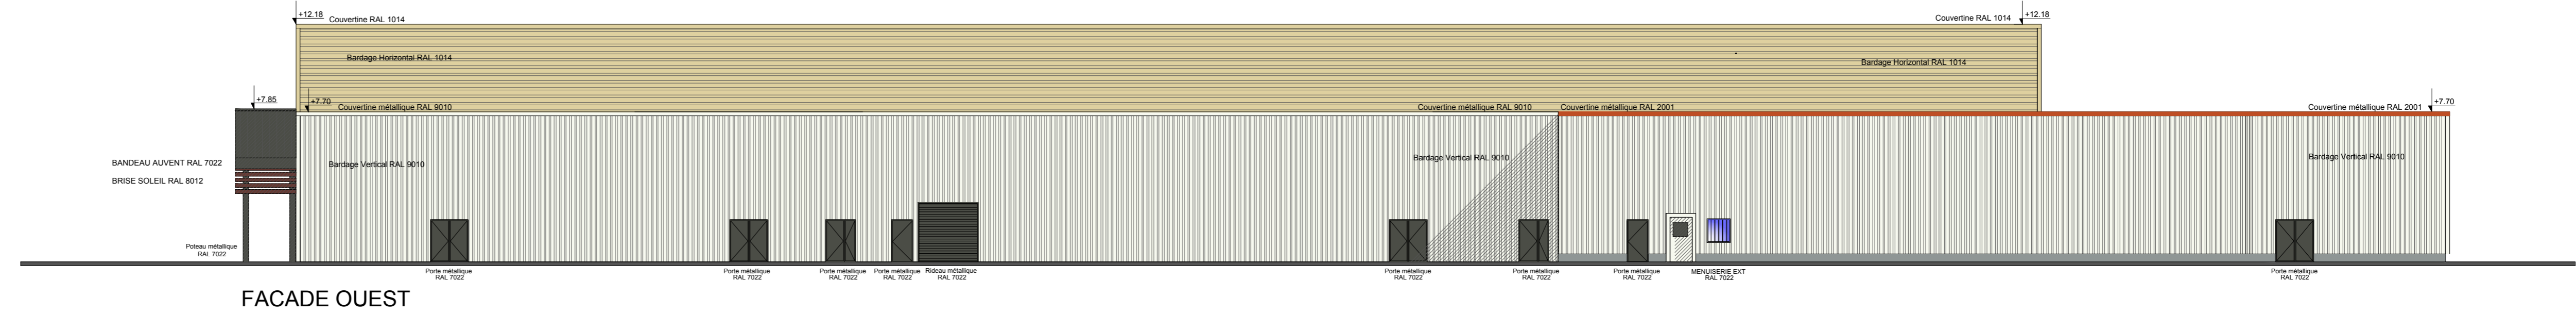 +12.18
Couvertine RAL 1014
Couvertine RAL 1014
+12.18
Bardage Horizontal RAL 1014
Bardage Horizontal RAL 1014
+7.85
+7.70
Couvertine métallique RAL 9010
Couvertine métallique RAL 9010
Couvertine métallique RAL 2001
Couvertine métallique RAL 2001
+7.70
BANDEAU AUVENT RAL 7022
BRISE SOLEIL RAL 8012
Bardage Vertical RAL 9010
Bardage Vertical RAL 9010
Bardage Vertical RAL 9010
Poteau métallique
RAL 7022
Porte métallique
RAL 7022
Porte métallique
RAL 7022
Porte métallique
RAL 7022
Porte métallique
RAL 7022
Rideau métallique
RAL 7022
Porte métallique
RAL 7022
Porte métallique
RAL 7022
Porte métallique
RAL 7022
MENUISERIE EXT
RAL 7022
Porte métallique
RAL 7022
FACADE OUEST